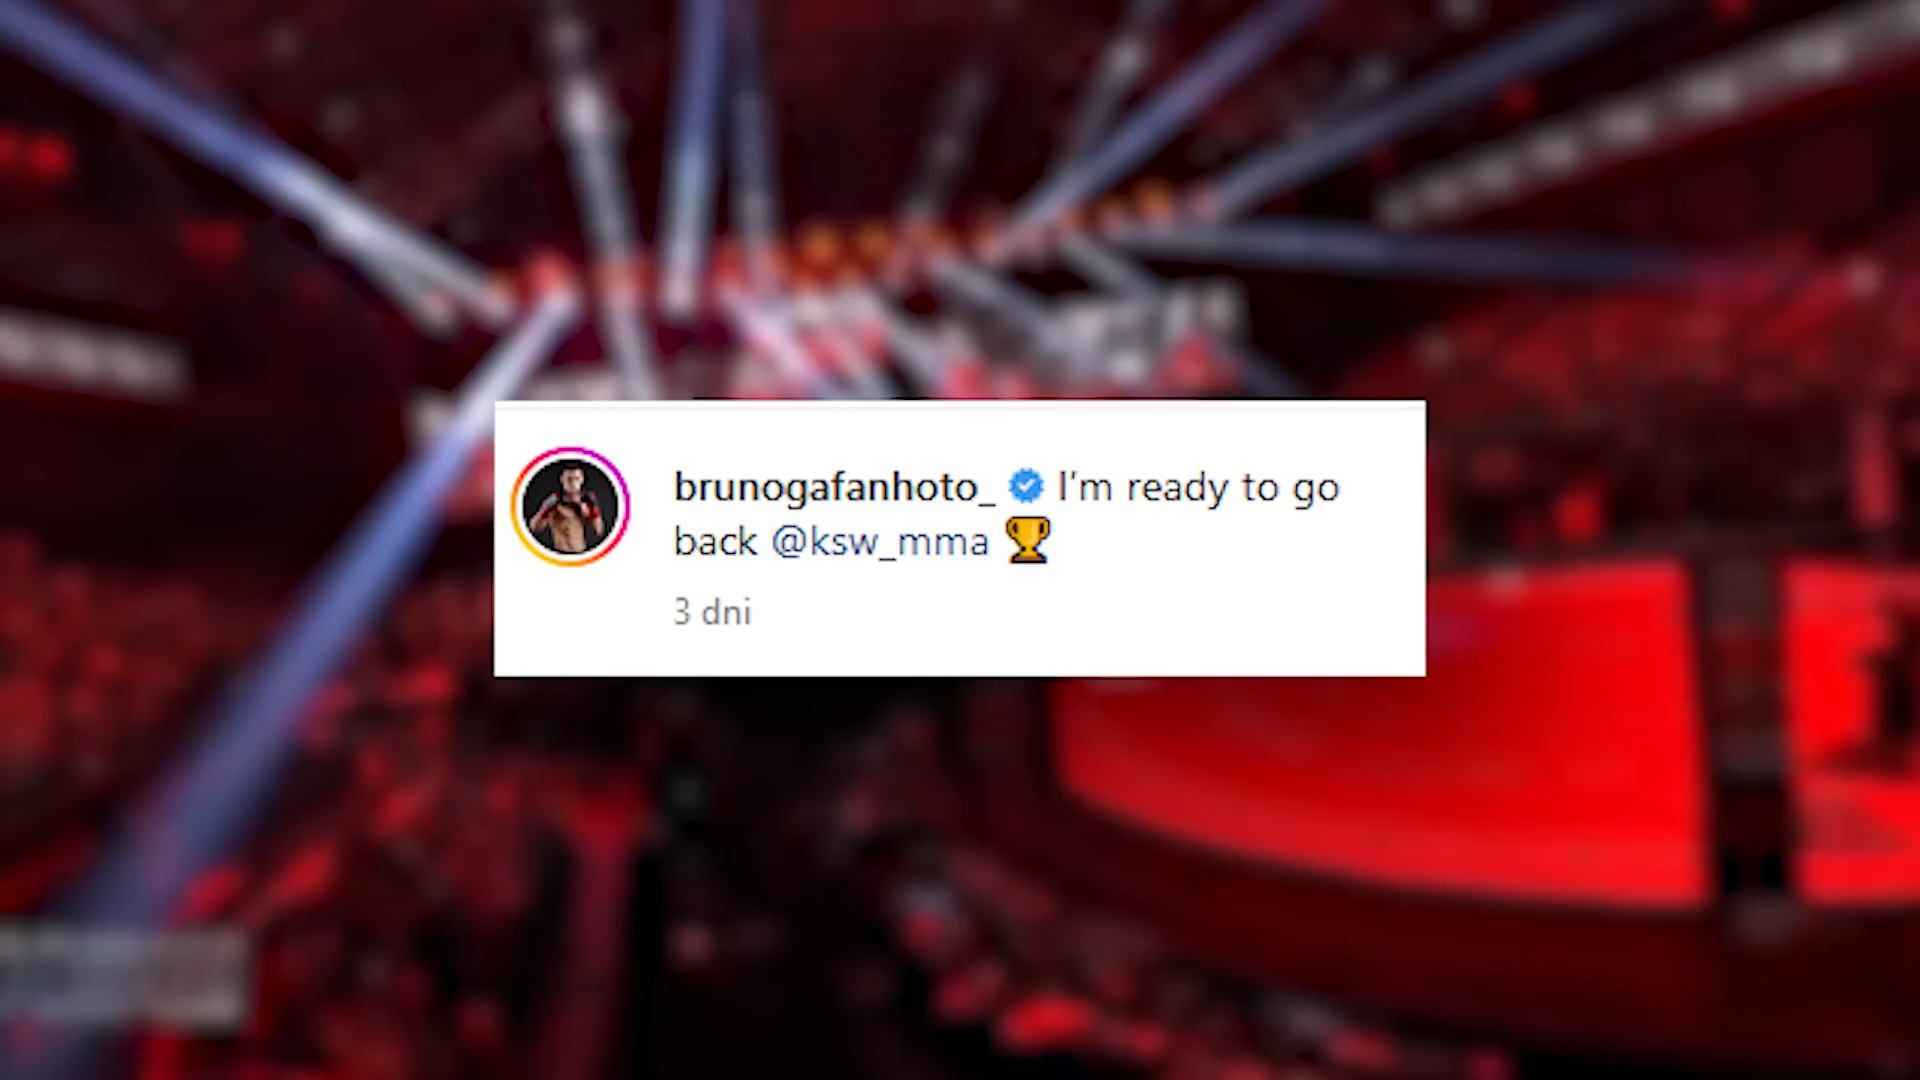 brunogafanhoto_ I'm ready to go
back @ksw_mma 🏆
3 dni